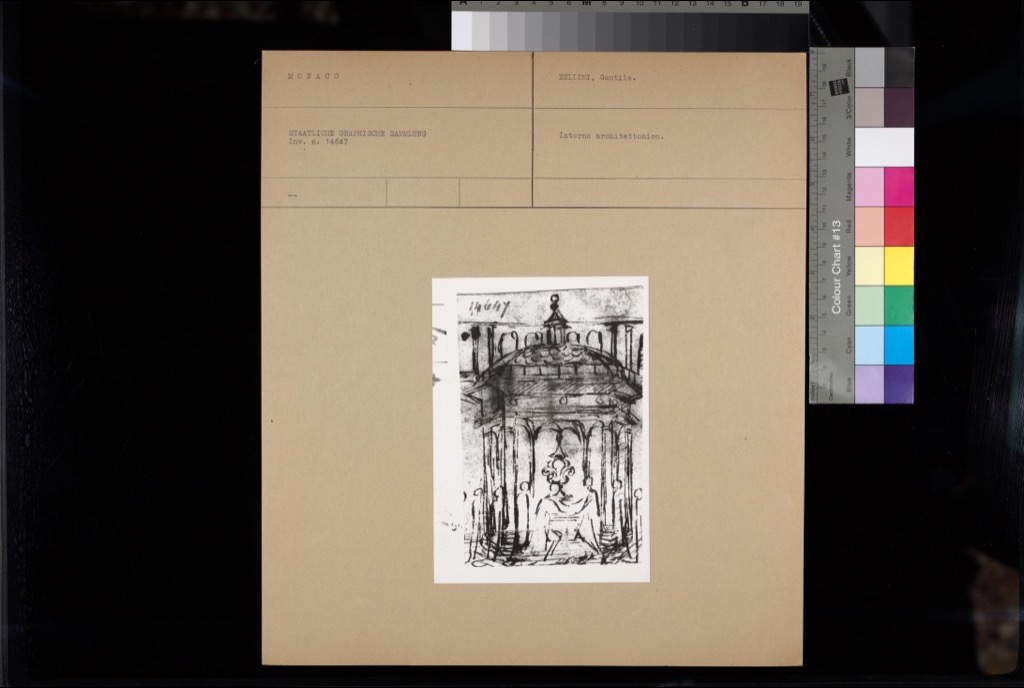 M O N A C O
BELLINI, Gentile.
STAATLICHE GRAPHISCHE SAMMLUNG
Inv. n. 14647
Interno architettonico.
—
14647
Colour Chart #13
Black
3/Color
White
Magenta
Red
Yellow
Green
Cyan
Blue
A 1 2 3 4 5 6 M 8 9 10 11 12 13 14 15 B 17 18 19